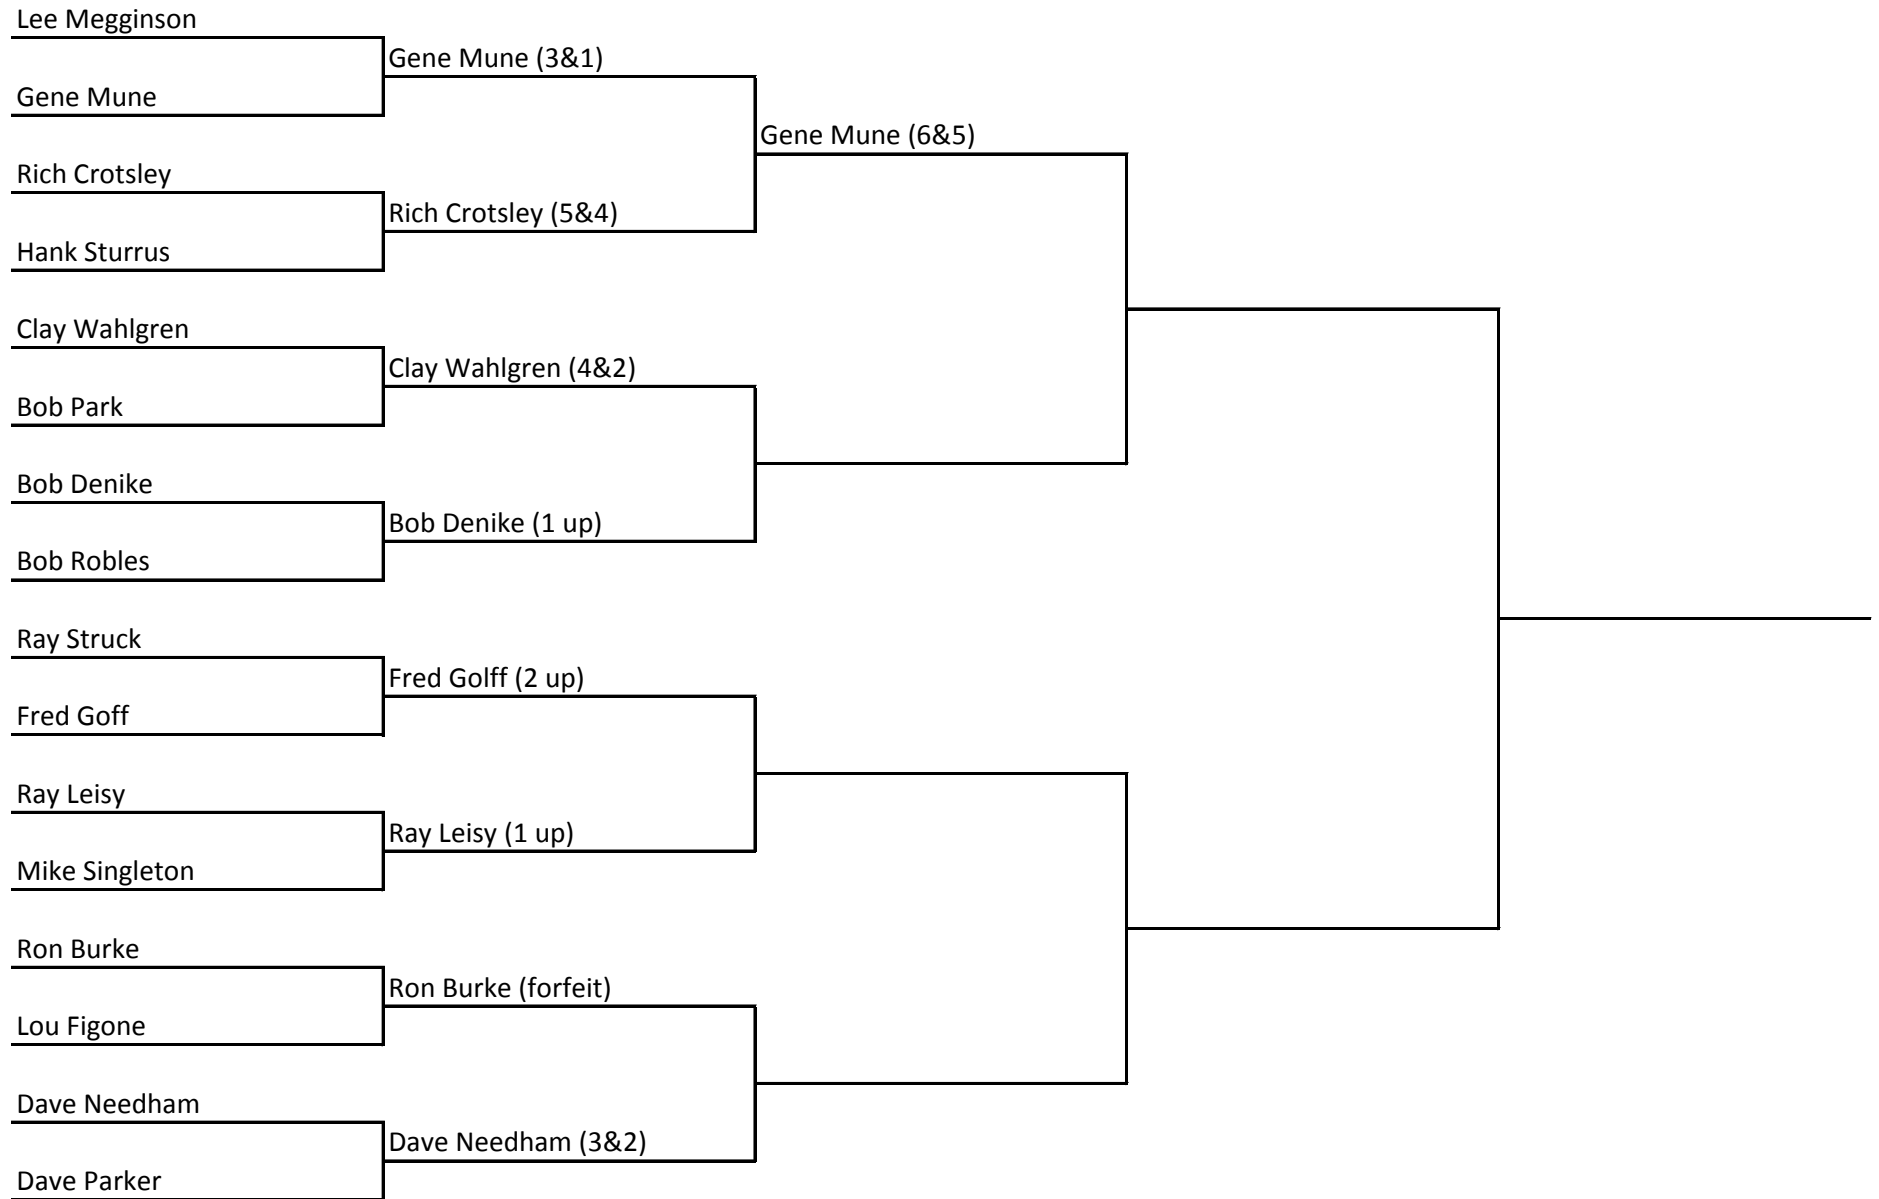 Lee Megginson
Gene Mune (3&1)
Gene Mune
Gene Mune (6&5)
Rich Crotsley
Rich Crotsley (5&4)
Hank Sturrus
Clay Wahlgren
Clay Wahlgren (4&2)
Bob Park
Bob Denike
Bob Denike (1 up)
Bob Robles
Ray Struck
Fred Golff (2 up)
Fred Goff
Ray Leisy
Ray Leisy (1 up)
Mike Singleton
Ron Burke
Ron Burke (forfeit)
Lou Figone
Dave Needham
Dave Needham (3&2)
Dave Parker